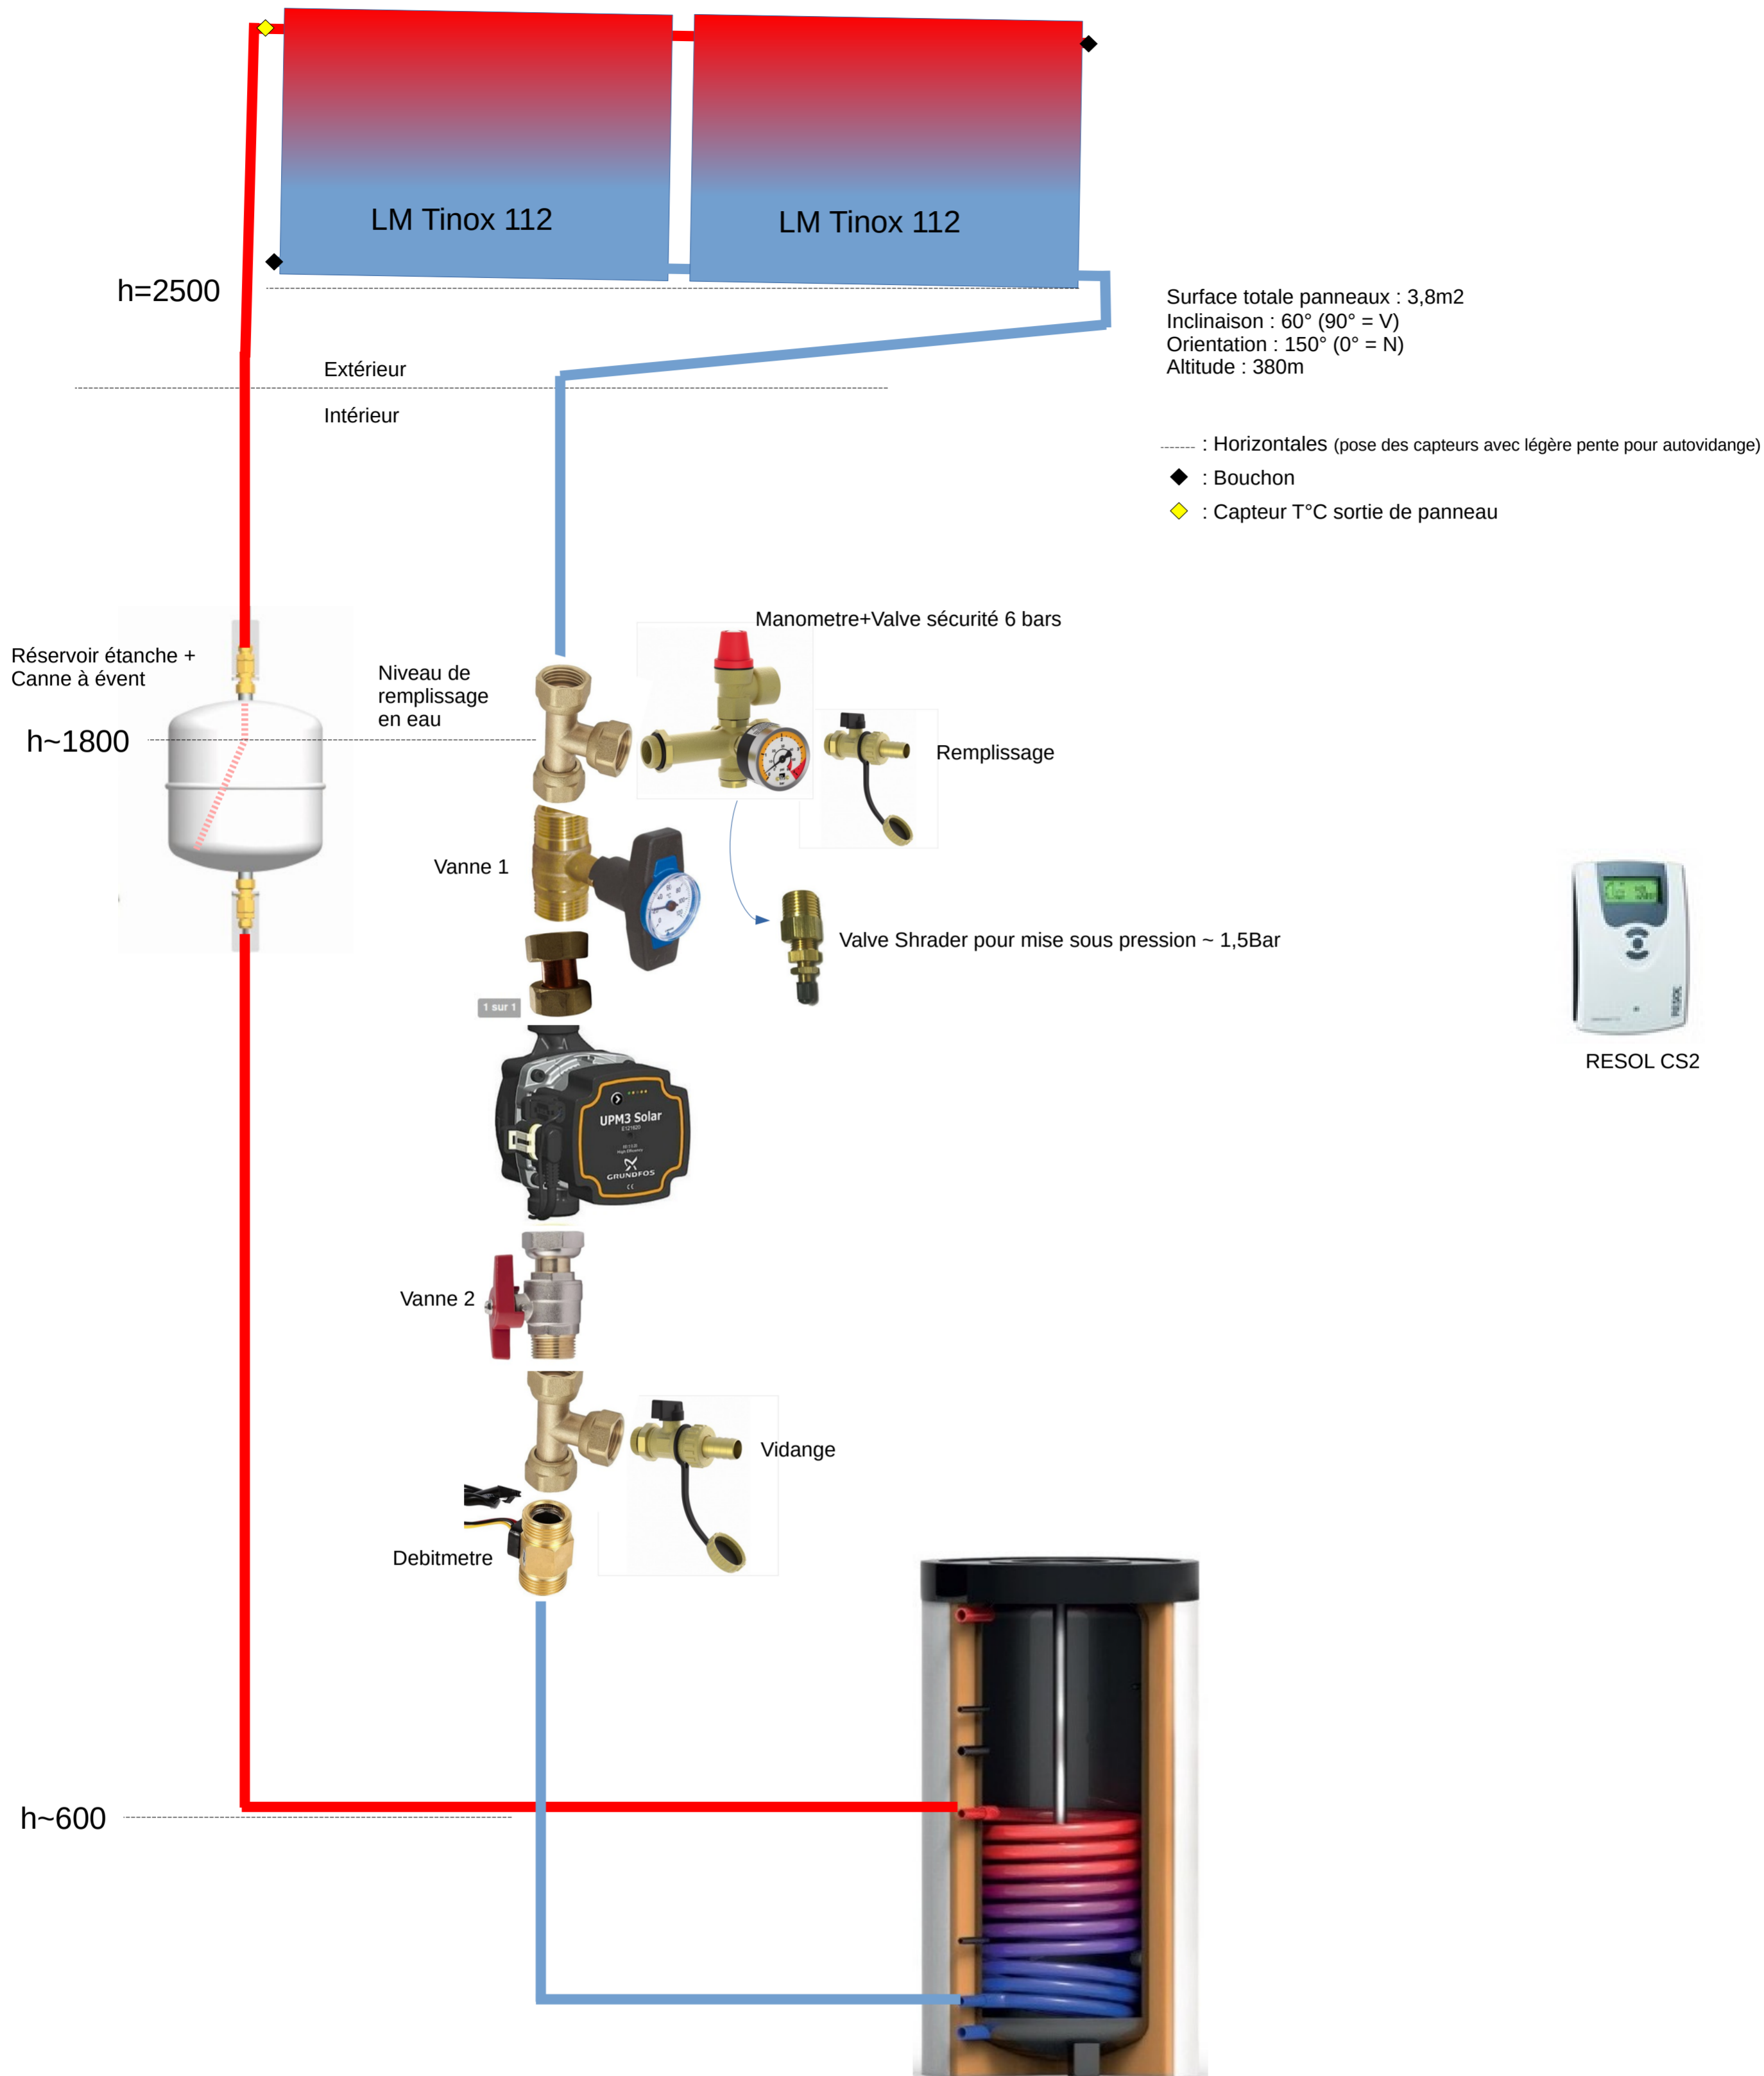 LM Tinox 112
LM Tinox 112
h=2500
Surface totale panneaux : 3,8m2
Inclinaison : 60° (90° = V)
Orientation : 150° (0° = N)
Altitude : 380m
Extérieur
Intérieur
: Horizontales (pose des capteurs avec légère pente pour autovidange)
: Bouchon
: Capteur T°C sortie de panneau
Manometre+Valve sécurité 6 bars
Réservoir étanche +
Canne à évent
Niveau de
remplissage
en eau
h~1800
Remplissage
Vanne 1
Valve Shrader pour mise sous pression ~ 1,5Bar
1 sur 1
RESOL
RESOL CS2
UPM3 Solar
GRUNDFOS
Vanne 2
Vidange
Debitmetre
h~600